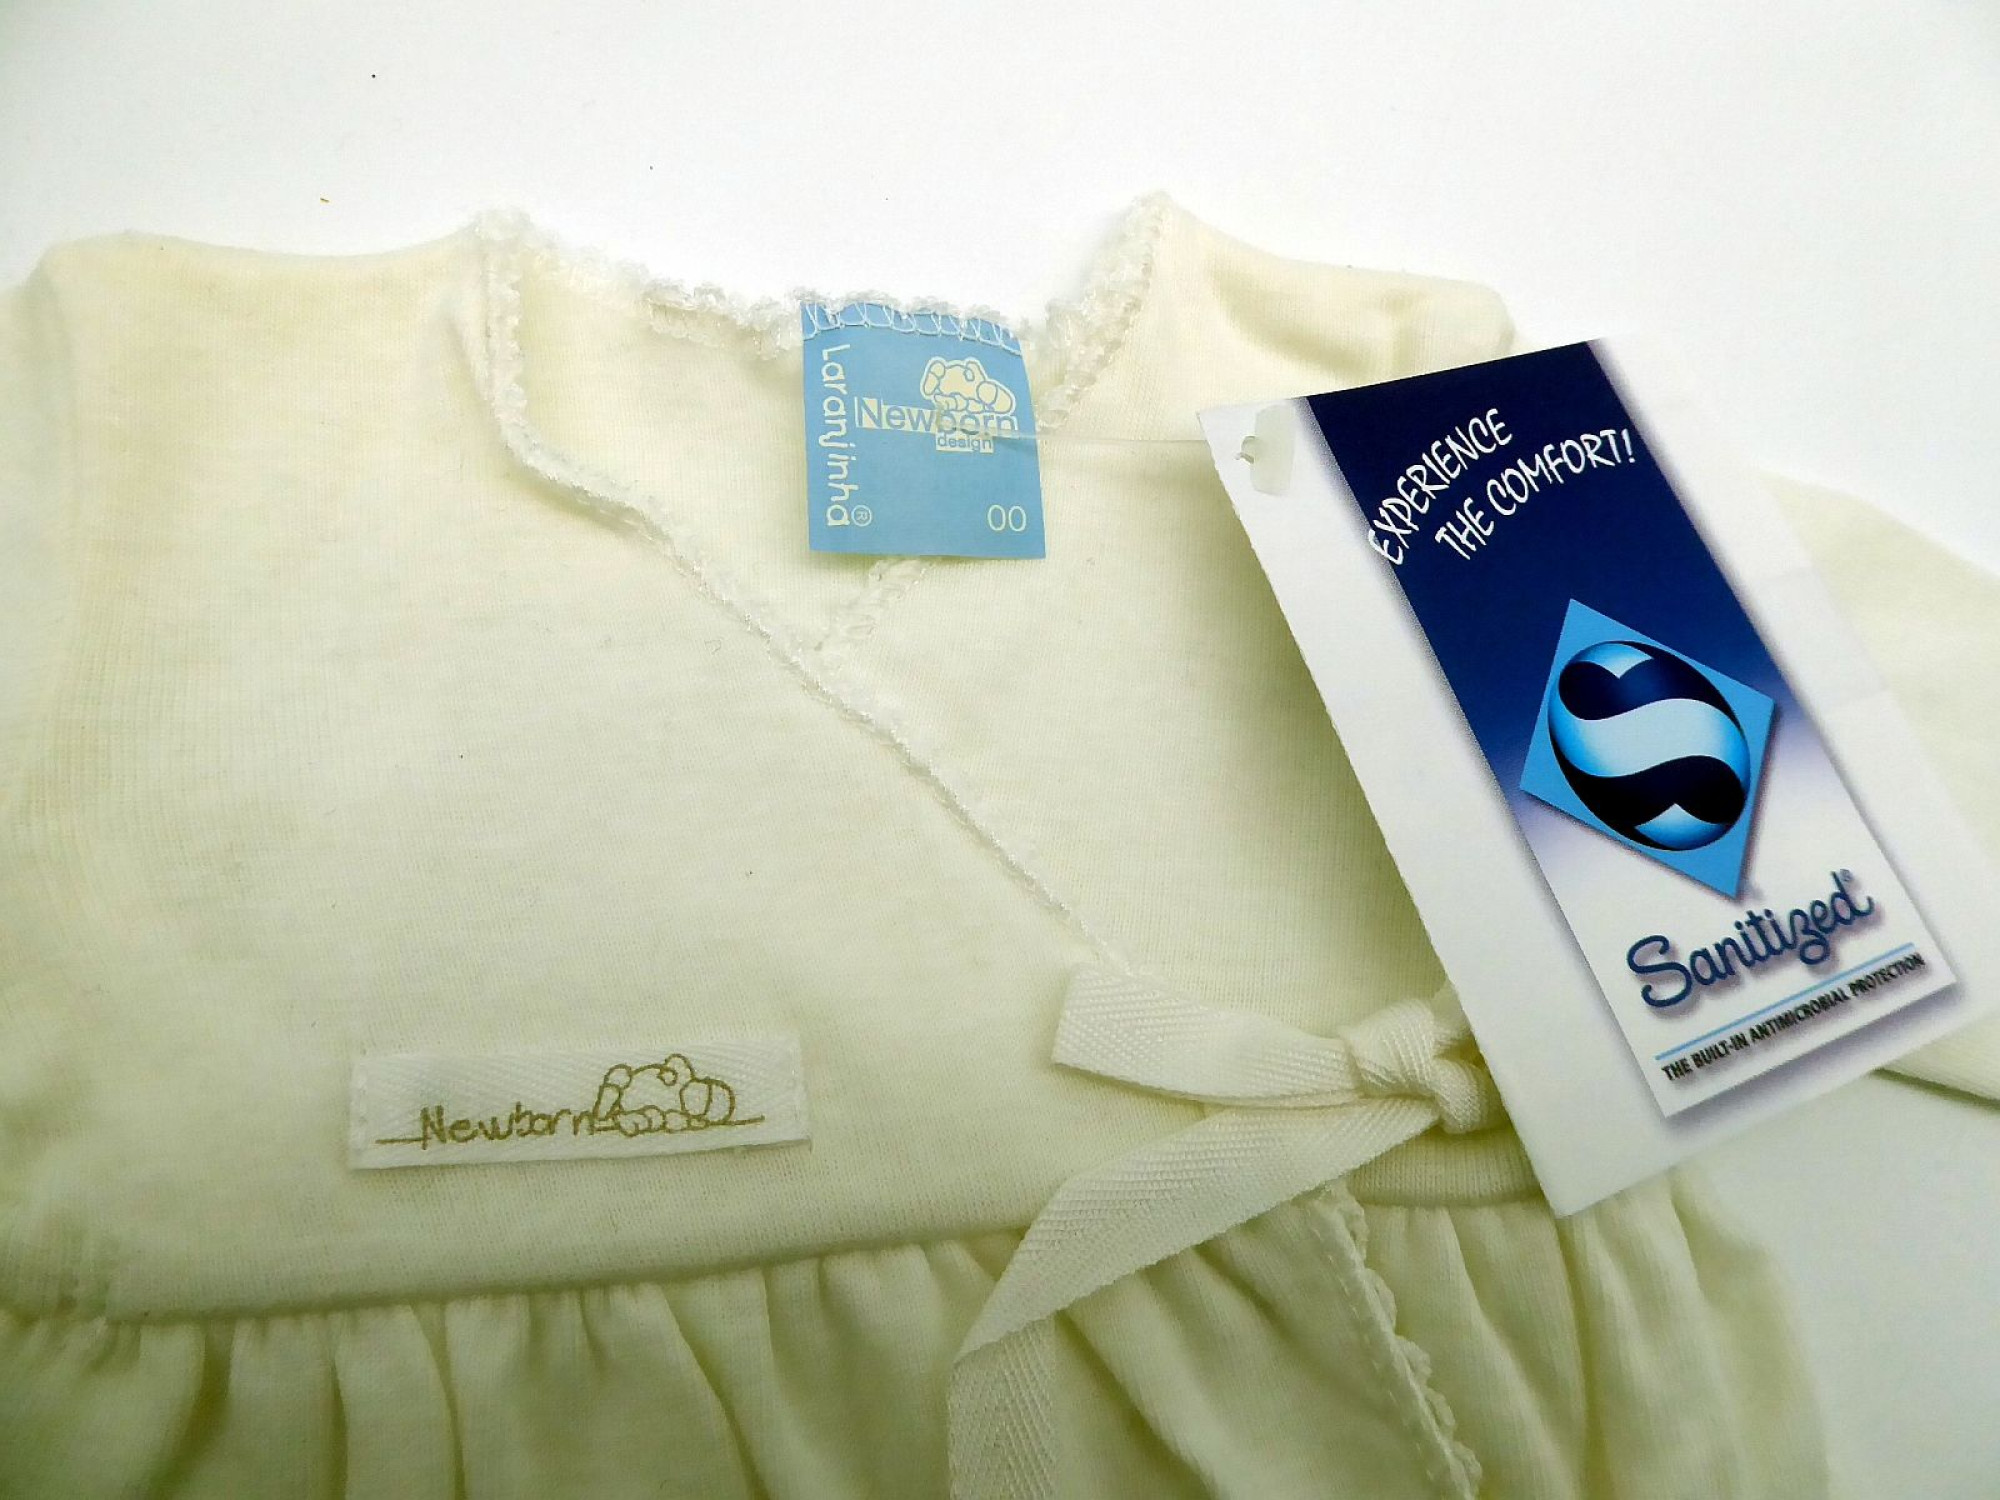 Laranjinha®
Newborn
design
00
EXPERIENCE
THE COMFORT!
Sanitized®
THE BUILT-IN ANTIMICROBIAL PROTECTION
Newborn